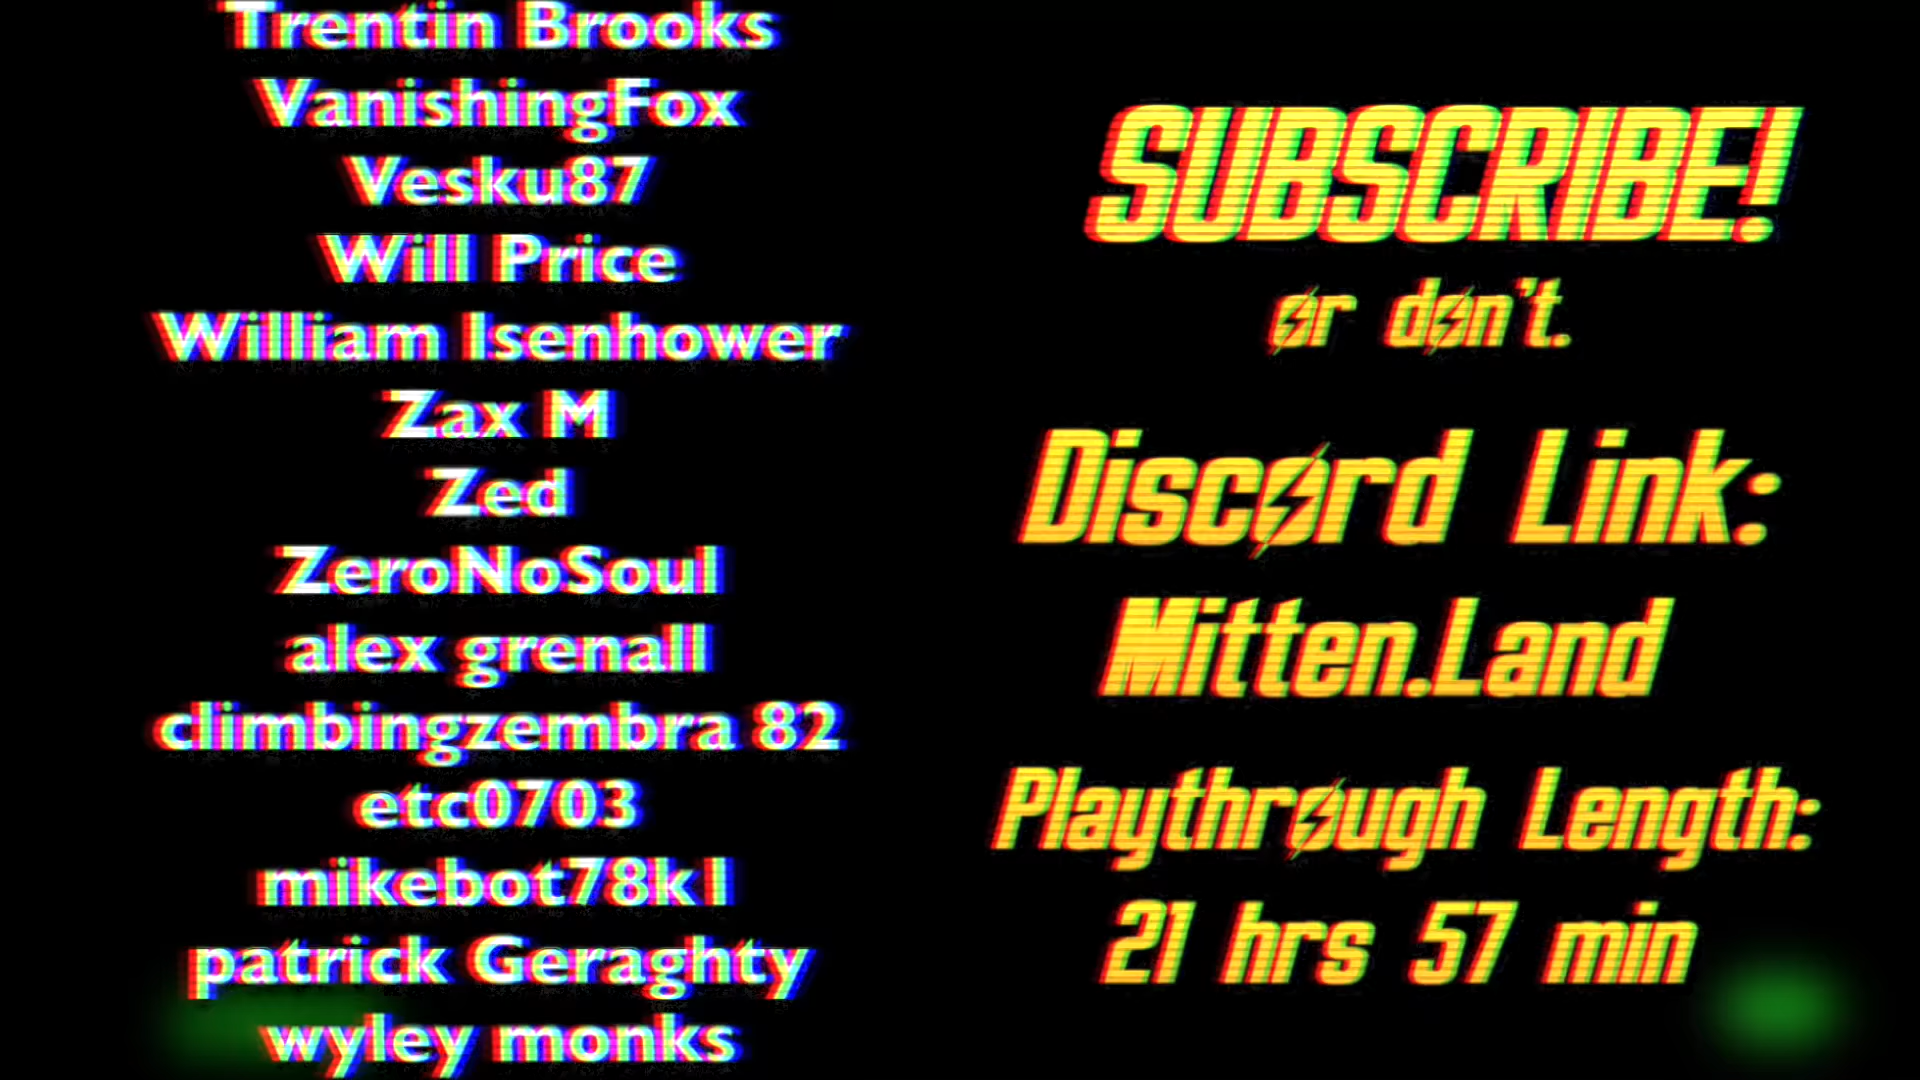 Trentin Brooks
VanishingFox
Vesku87
Will Price
William Isenhower
Zax M
Zed
ZeroNoSoul
alex grenall
climbingzembra 82
etc0703
mikebot78k1
patrick Geraghty
wyley monks
SUBSCRIBE!
or don't.
Discord Link:
Mitten.Land
Playthrough Length:
21 hrs 57 min